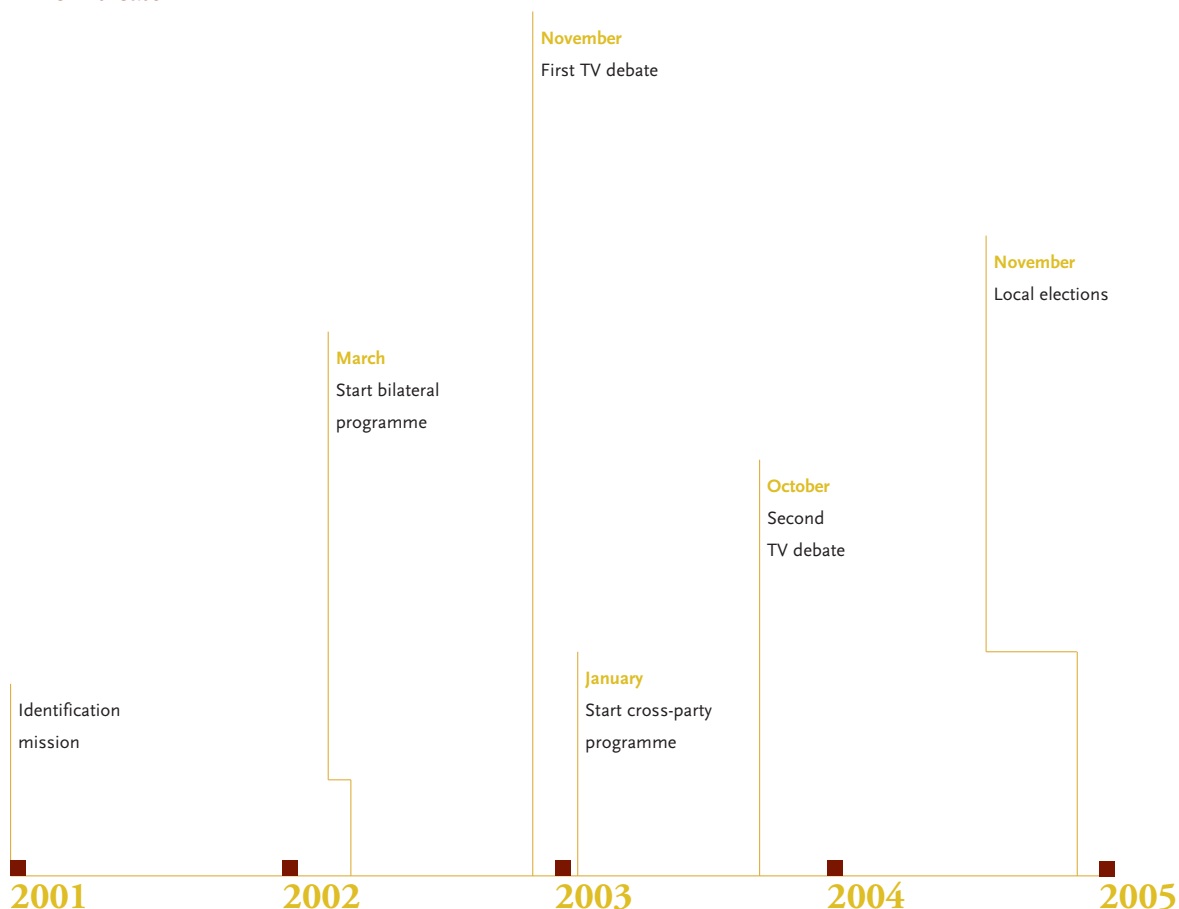 November
First TV debate
November
Local elections
March
Start bilateral
programme
October
Second
TV debate
January
Start cross-party
programme
Identification
mission
2001
2002
2003
2004
2005